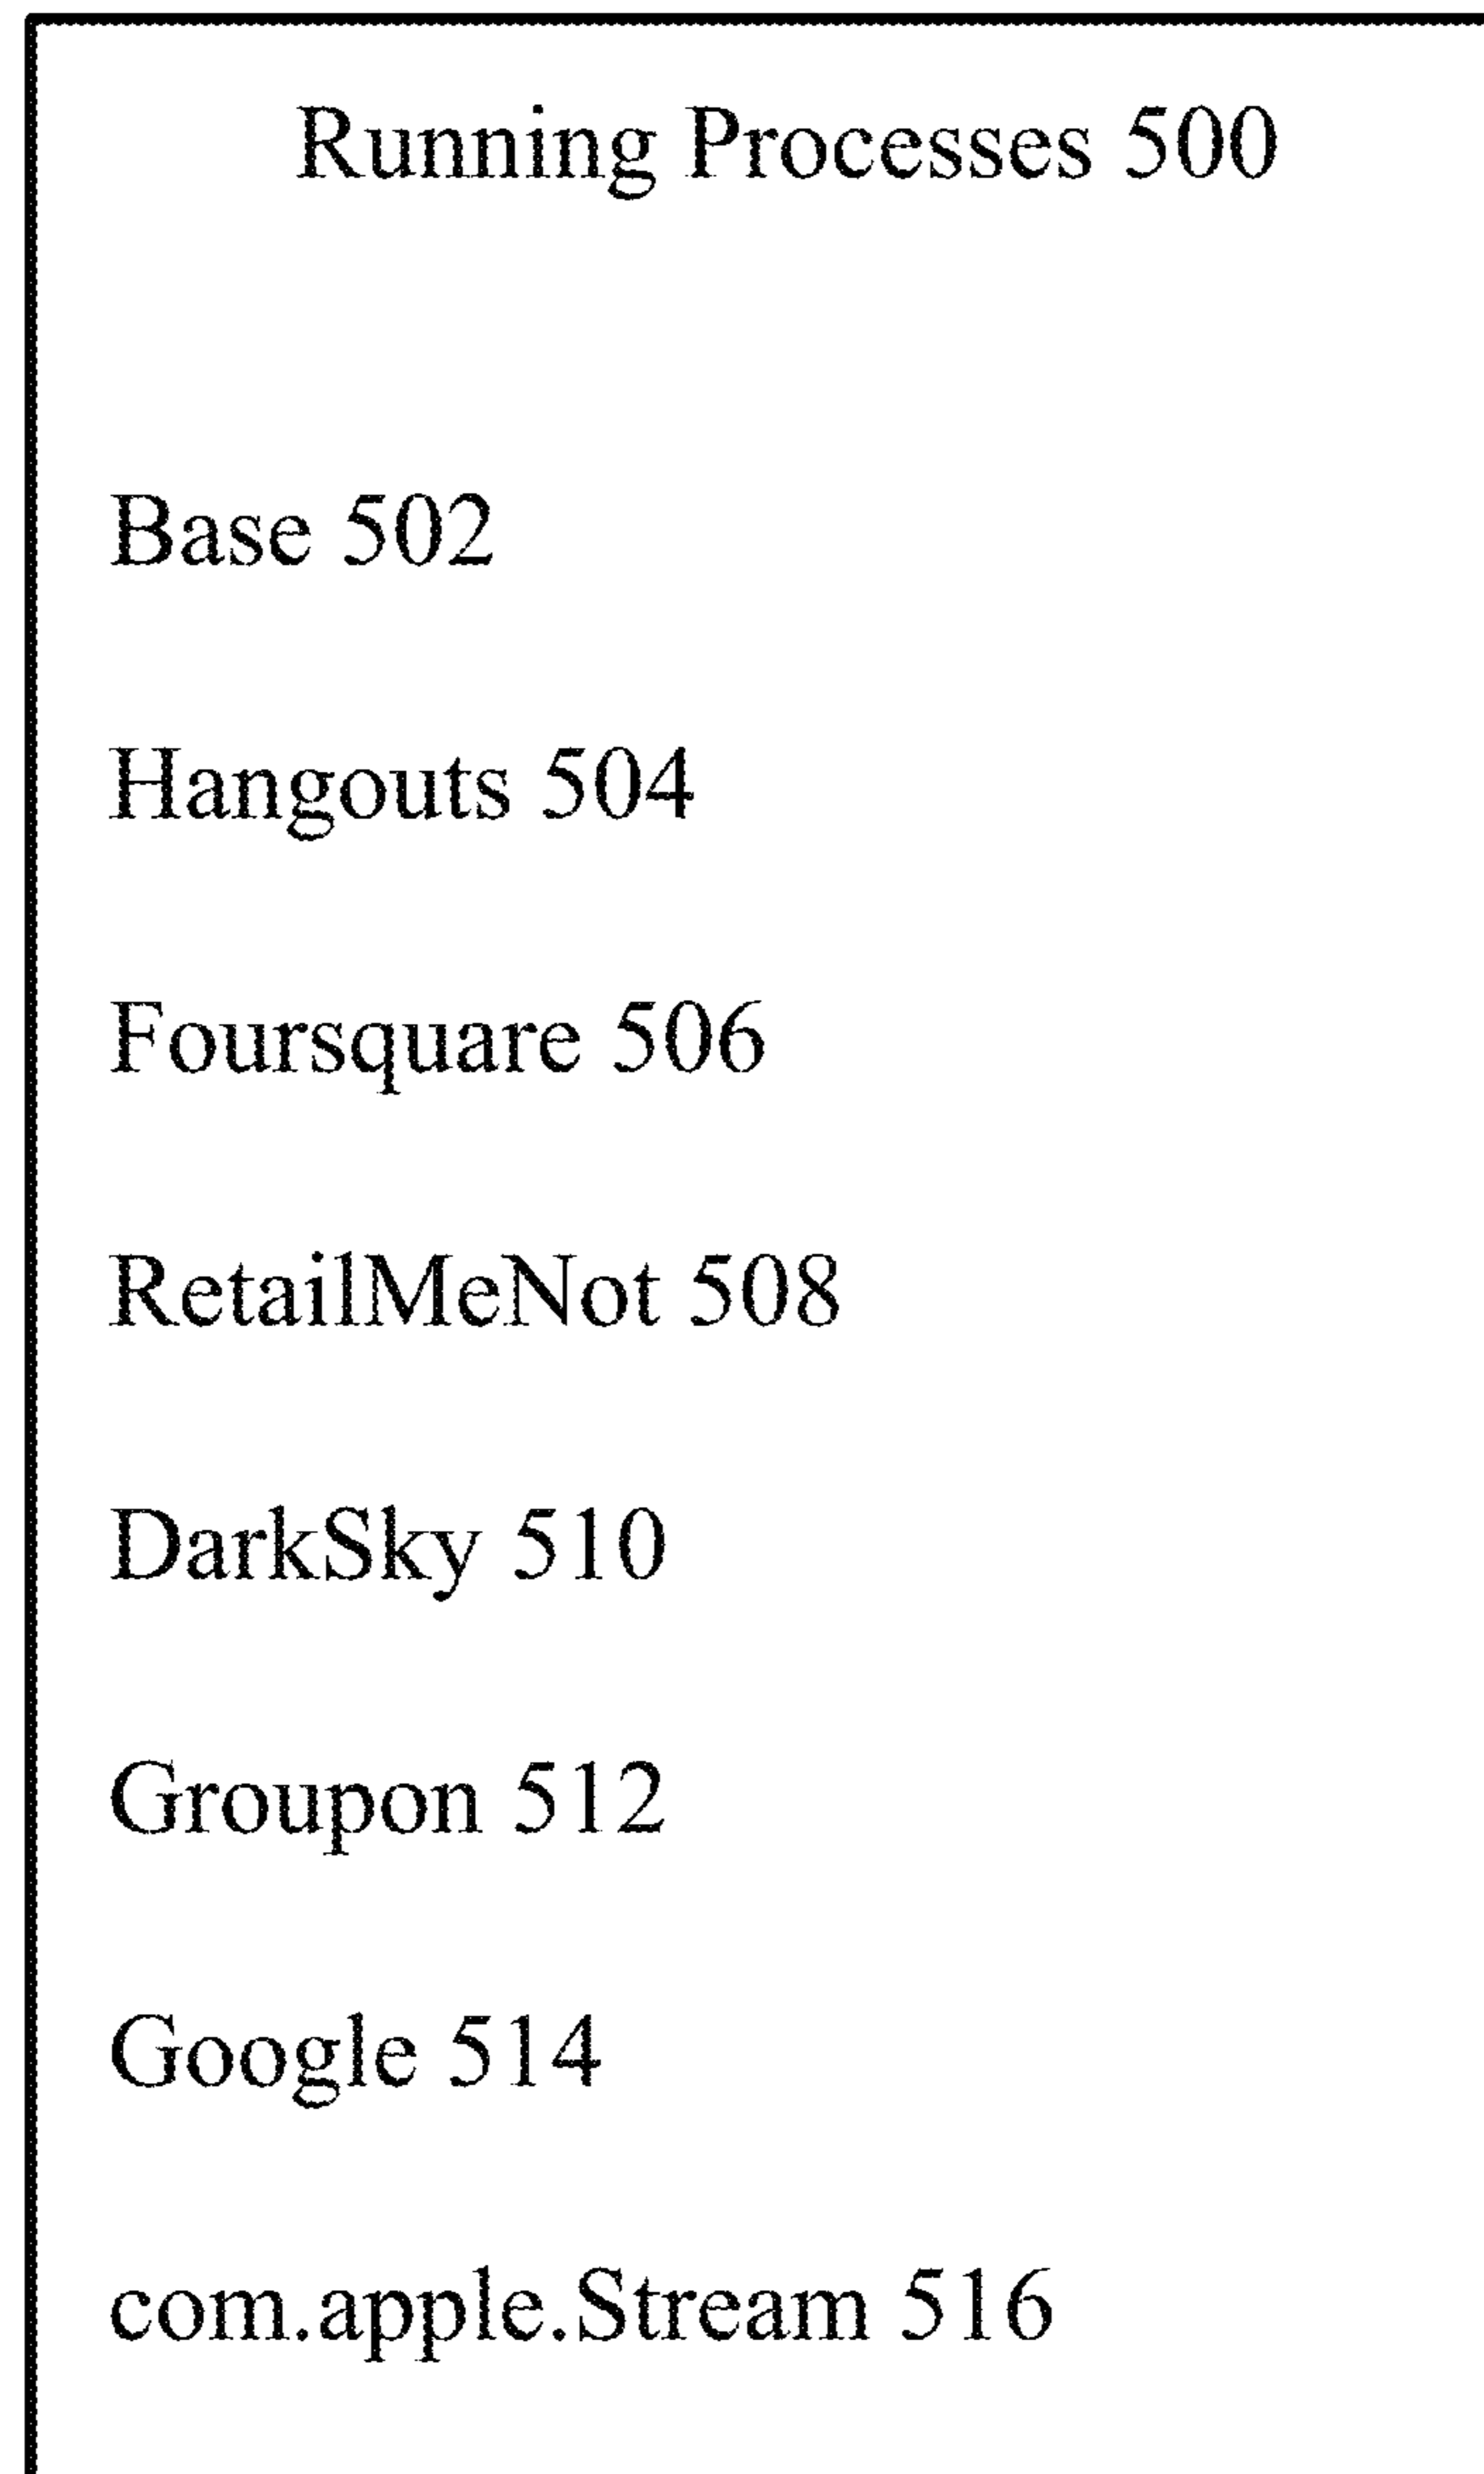 Running Processes 500
Base 502
Hangouts 504
Foursquare 506
RetailMeNot 508
DarkSky 510
Groupon 512
Google 514
com.apple.Stream 516